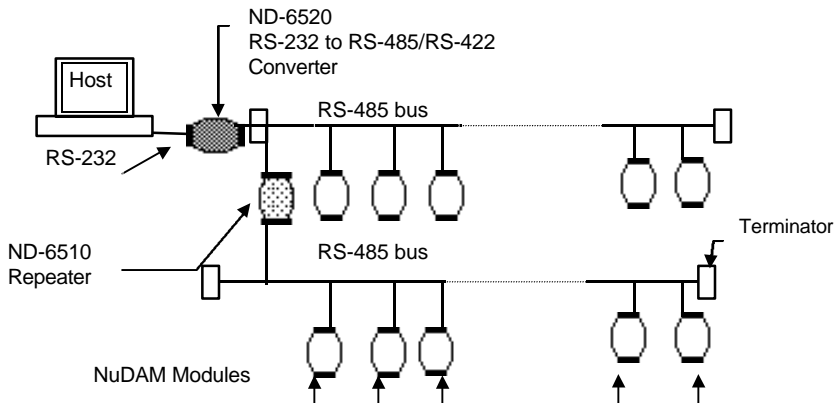 ND-6520
RS-232 to RS-485/RS-422
Converter
Host
RS-485 bus
RS-232
Terminator
ND-6510
Repeater
RS-485 bus
NuDAM Modules